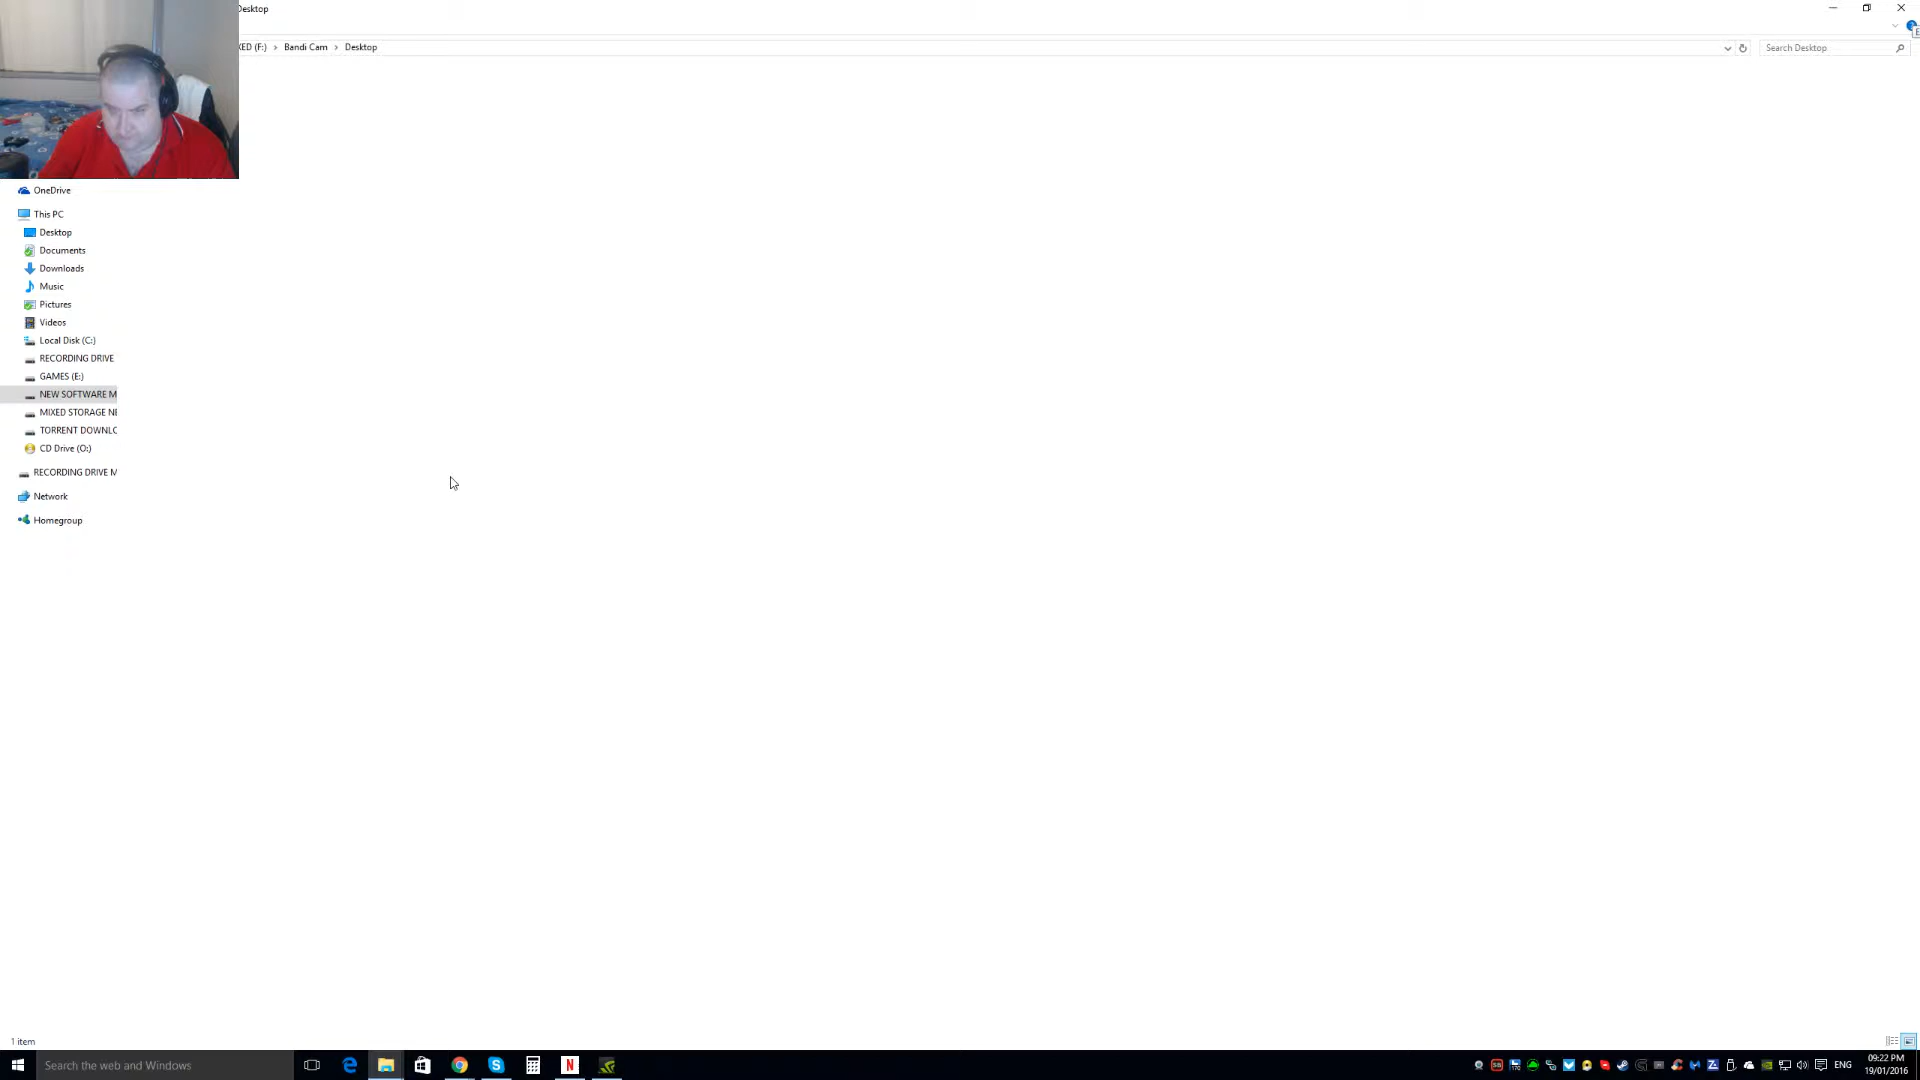 Desktop
XED (F:) > Bandi Cam > Desktop
Search Desktop
OneDrive
This PC
Desktop
Documents
Downloads
Music
Pictures
Videos
Local Disk (C:)
RECORDING DRIVE
GAMES (E:)
NEW SOFTWARE M
MIXED STORAGE NE
TORRENT DOWNLO
CD Drive (O:)
RECORDING DRIVE M
Network
Homegroup
1 item
Search the web and Windows
ENG
09:22 PM
19/01/2016